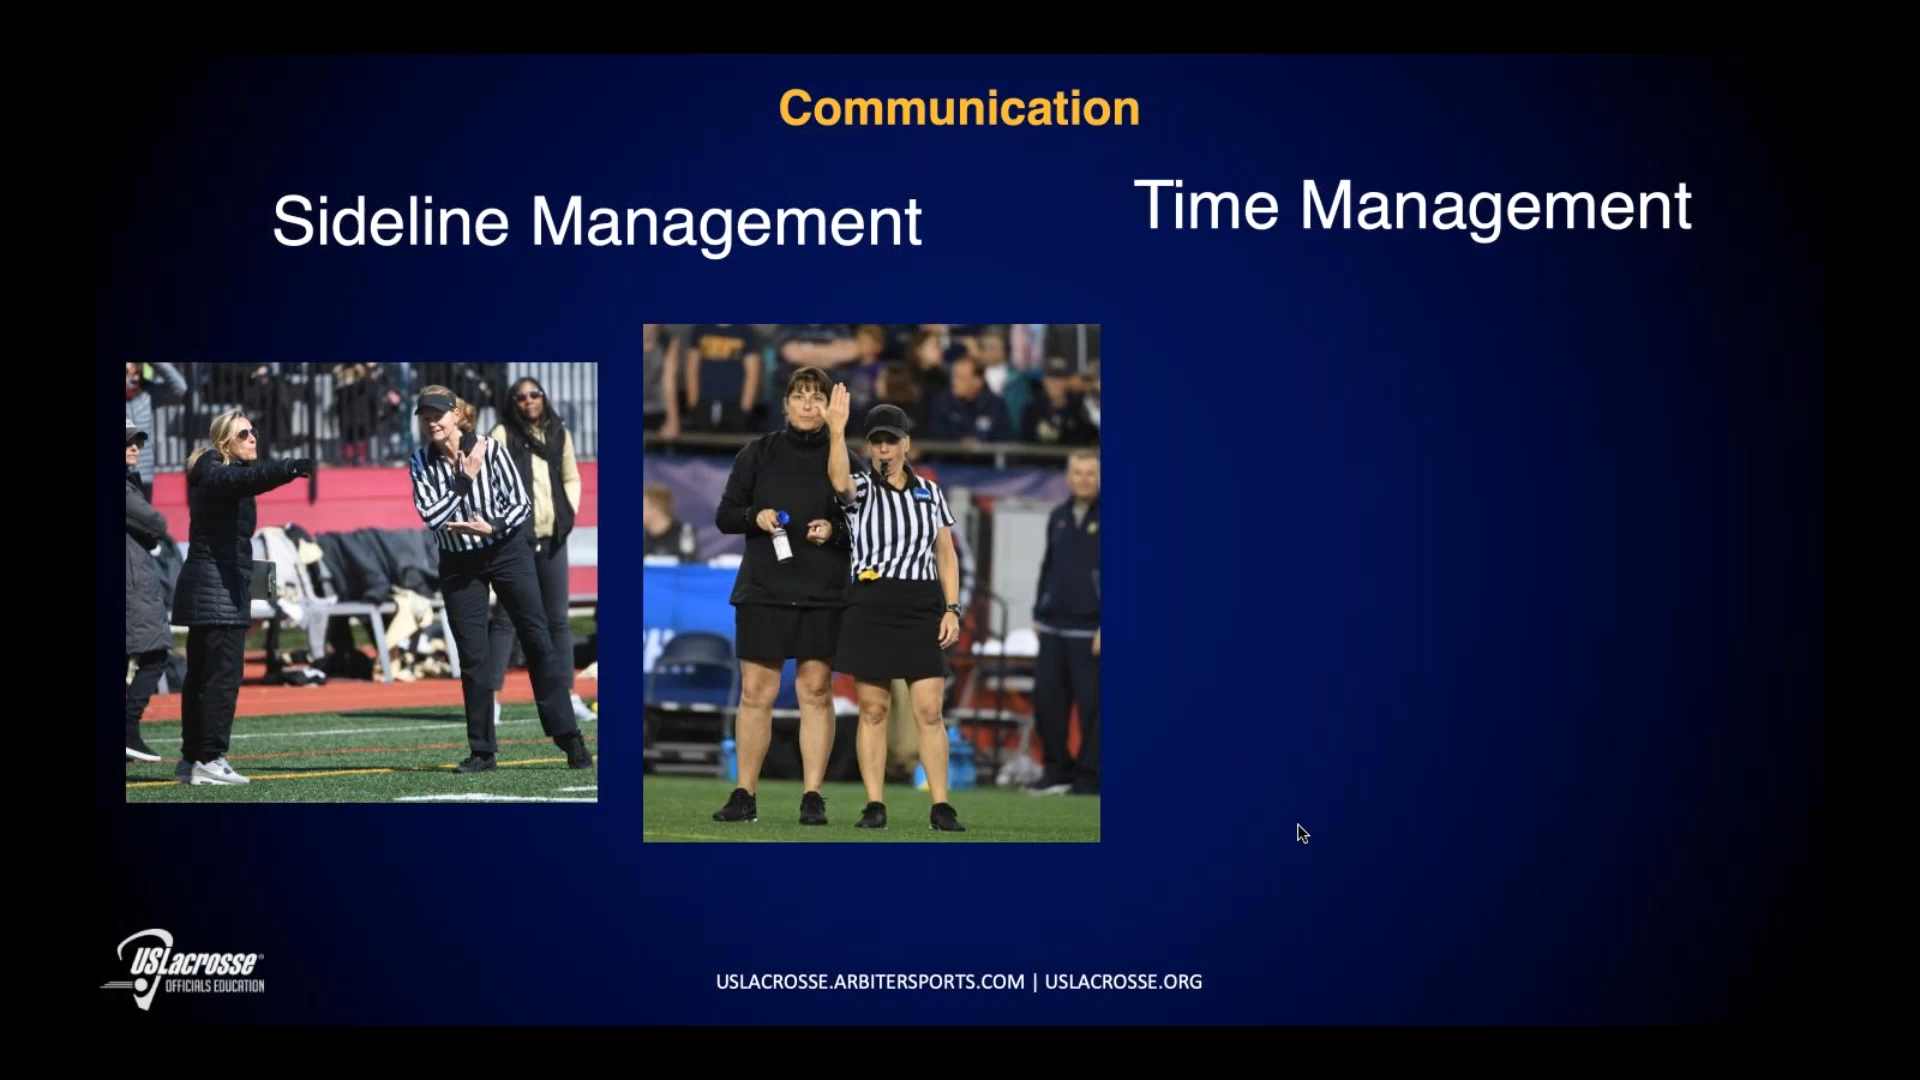 Communication
Sideline Management
Time Management
USLacrosse
OFFICIALS EDUCATION
USLACROSSE.ARBITERSPORTS.COM | USLACROSSE.ORG